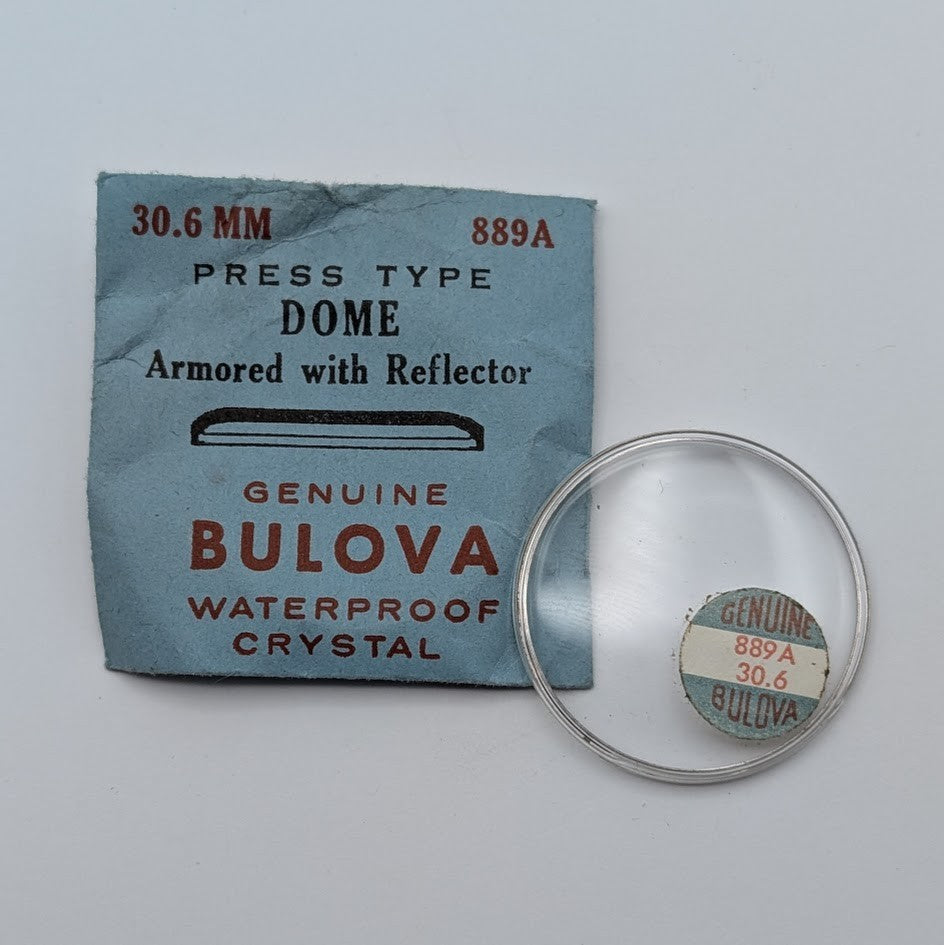 30.6 MM 889A
PRESS TYPE
DOME
Armored with Reflector
GENUINE
BULOVA
WATERPROOF
CRYSTAL
GENUINE
889A
30.6
BULOVA